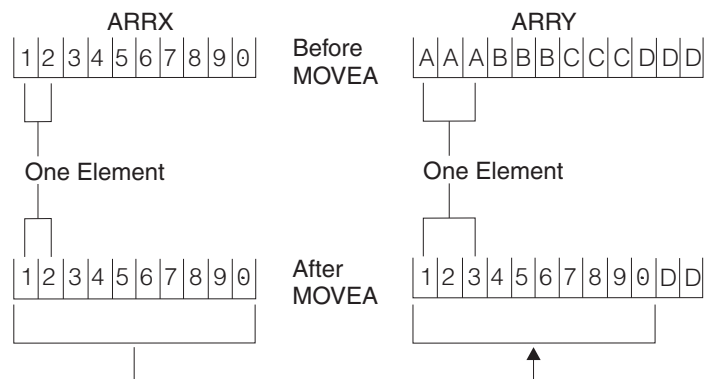 ARRX
ARRY
1 2 3 4 5 6 7 8 9 0
Before
MOVEA
A A A B B B C C C D D D
One Element
One Element
1 2 3 4 5 6 7 8 9 0
After
MOVEA
1 2 3 4 5 6 7 8 9 0 D D